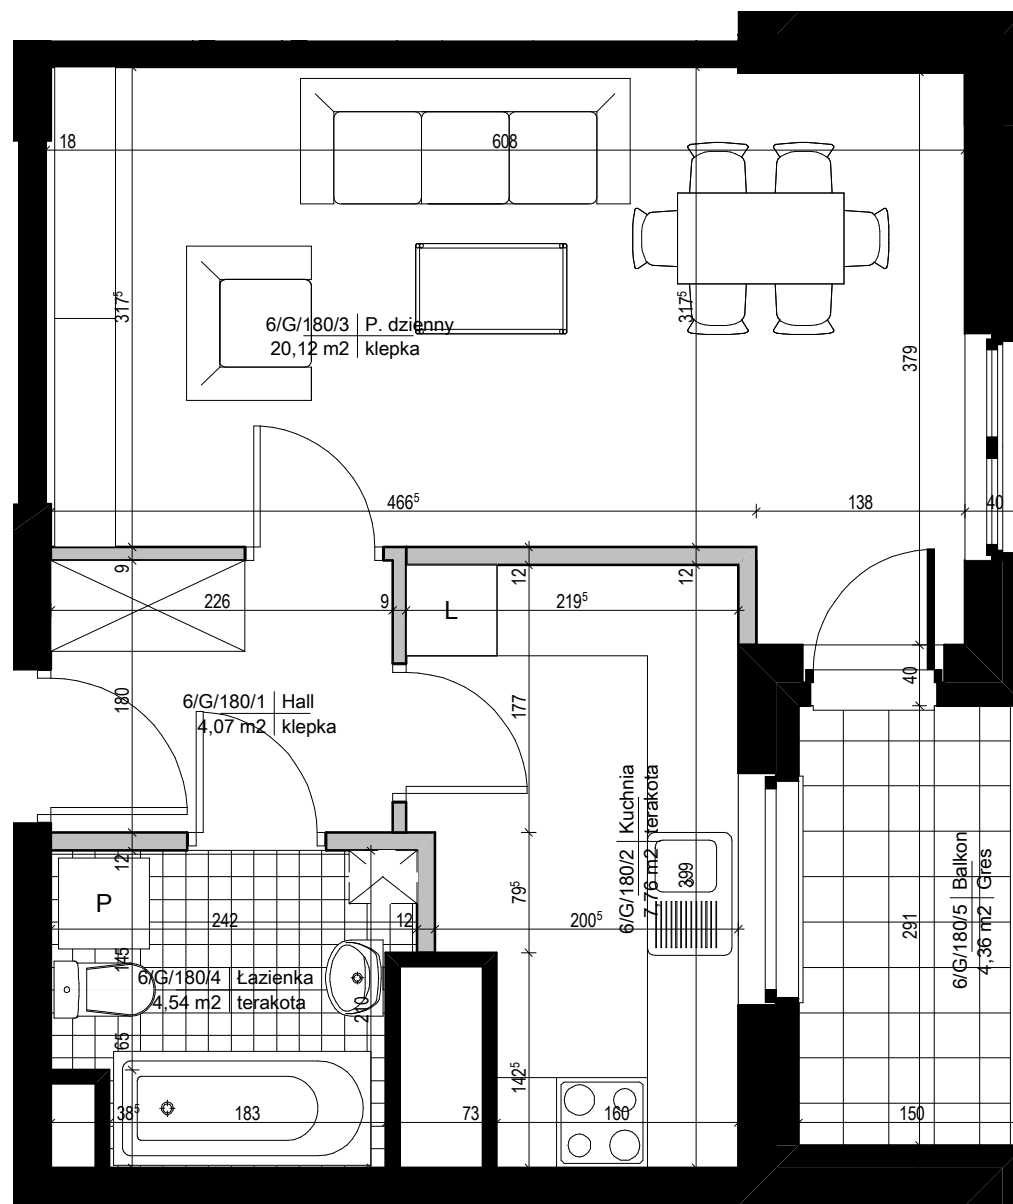 18
608
317⁵
317⁵
6/G/180/3 P. dzienny
20,12 m2 klepka
379
466⁵
138
40
9
12
12
226
9
L
219⁵
40
180
6/G/180/1 Hall
4,07 m2 klepka
177
6/G/180/2 Kuchnia
7,76 m2 terakota
399
12
P
79⁵
6/G/180/5 Balkon
4,36 m2 Gres
291
242
12
200⁵
145
6/G/180/4 Łazienka
4,54 m2 terakota
210
65
142⁵
38⁵
183
73
160
150